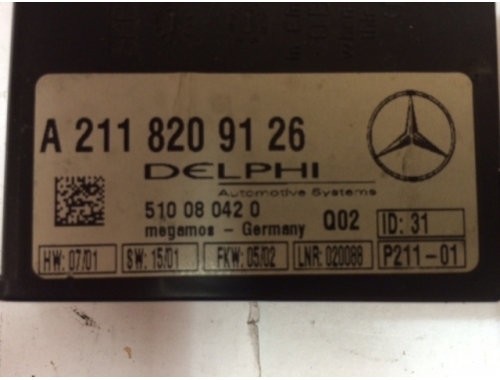 A 211 820 91 26
DELPHI
Automotive Systems
510 08 042 0
megamos - Germany
Q02
ID: 31
HW: 07/01
SW: 15/01
FKW: 05/02
LNR: 020088
P211-01